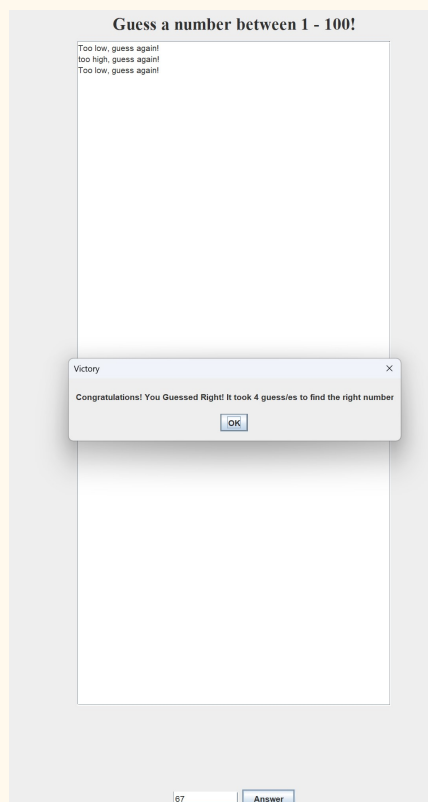 Guess a number between 1 - 100!
Too low, guess again!
too high, guess again!
Too low, guess again!
Victory
Congratulations! You Guessed Right! It took 4 guess/es to find the right number
OK
67
Answer